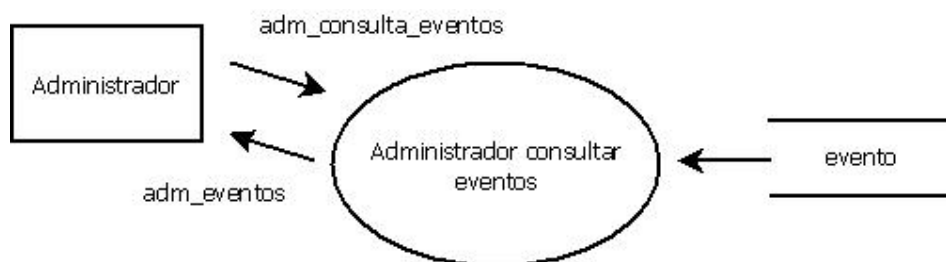 adm_consulta_eventos
Administrador
Administrador consultar
eventos
evento
adm_eventos